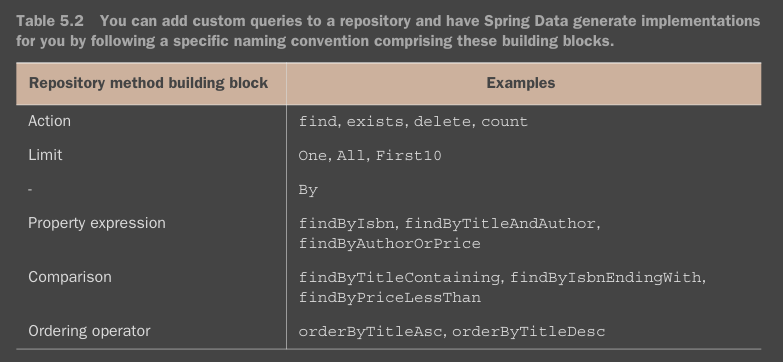 Table 5.2 You can add custom queries to a repository and have Spring Data generate implementations
for you by following a specific naming convention comprising these building blocks.
Repository method building block Examples
Action find, exists, delete, count
Limit One, All, First10
- By
Property expression findByIsbn, findByTitleAndAuthor,
findByAuthorOrPrice
Comparison findByTitleContaining, findByIsbnEndingWith,
findByPriceLessThan
Ordering operator orderByTitleAsc, orderByTitleDesc